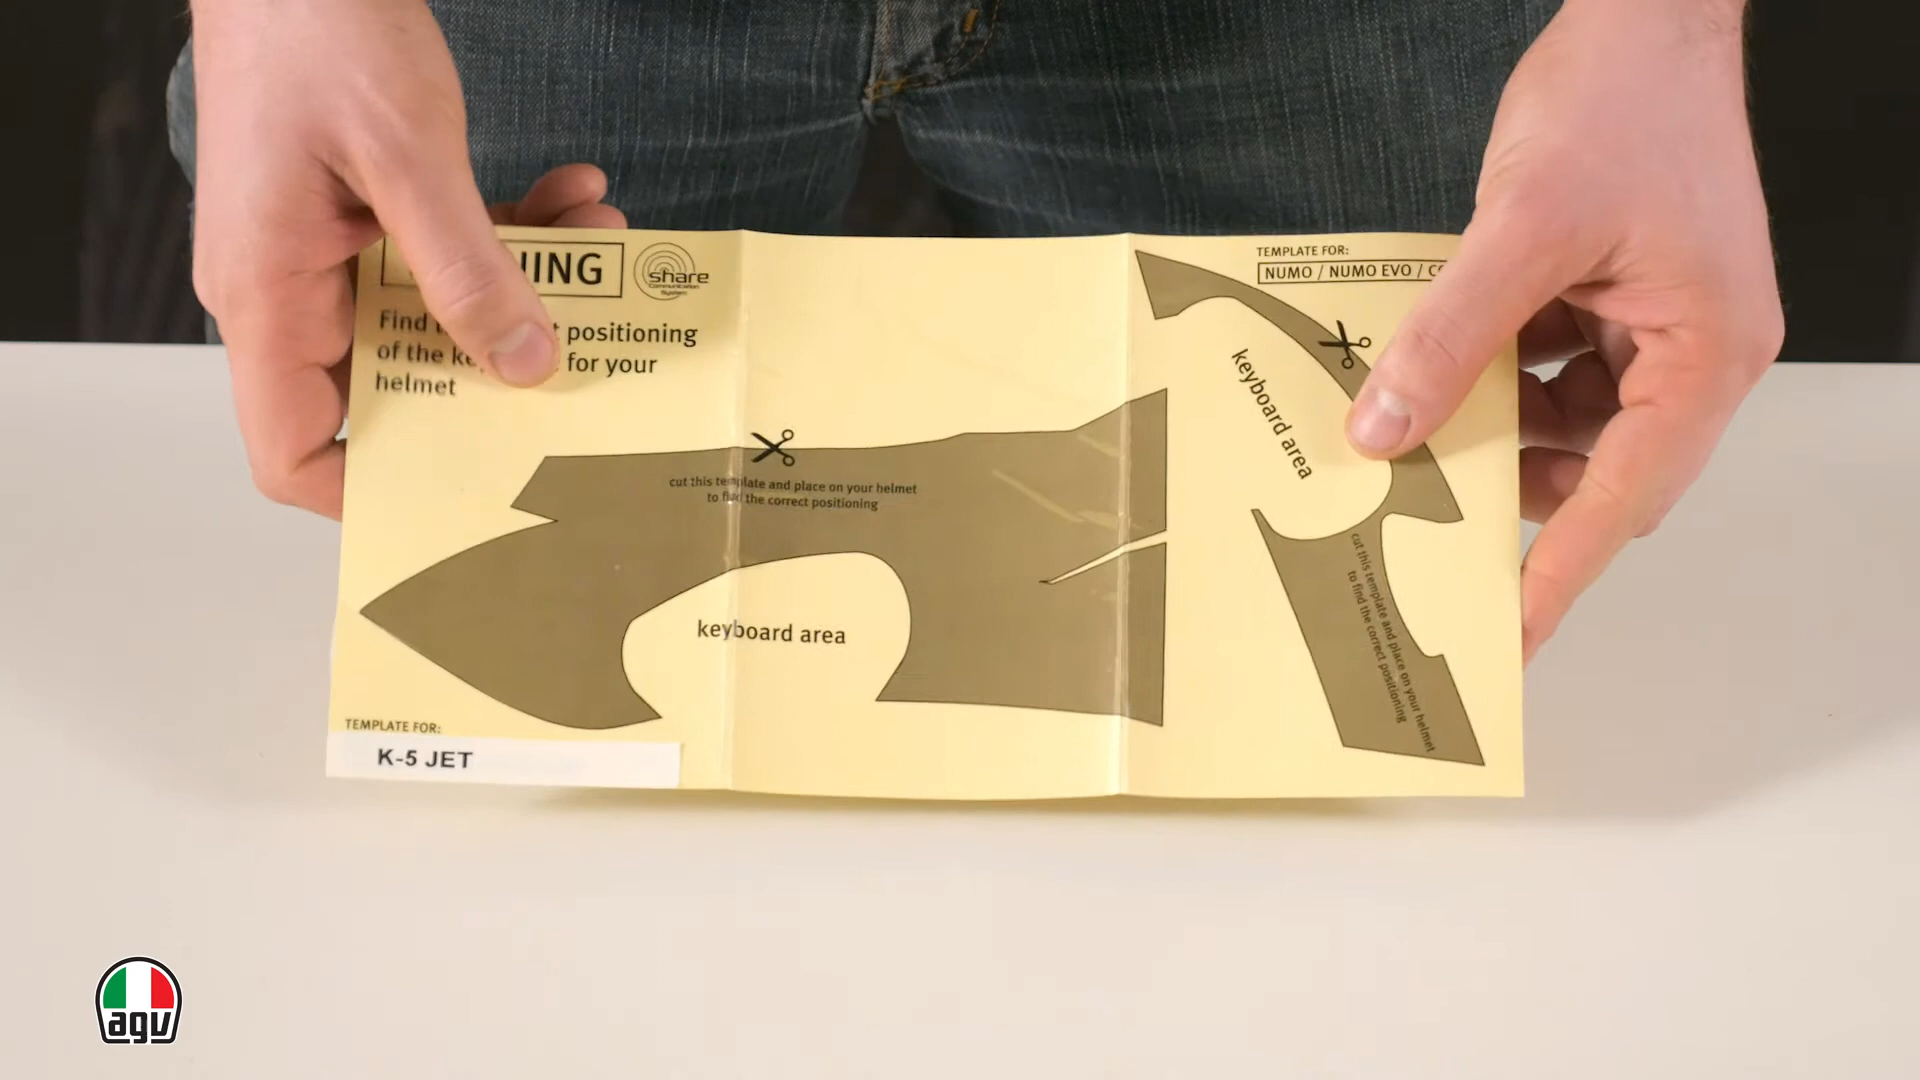 share
Communication
System
Find positioning
of the for your
helmet
cut this template and place on your helmet
to find the correct positioning
keyboard area
TEMPLATE FOR:
K-5 JET
TEMPLATE FOR:
NUMO / NUMO EVO /
keyboard area
cut this template and place on your helmet
to find the correct positioning
agv